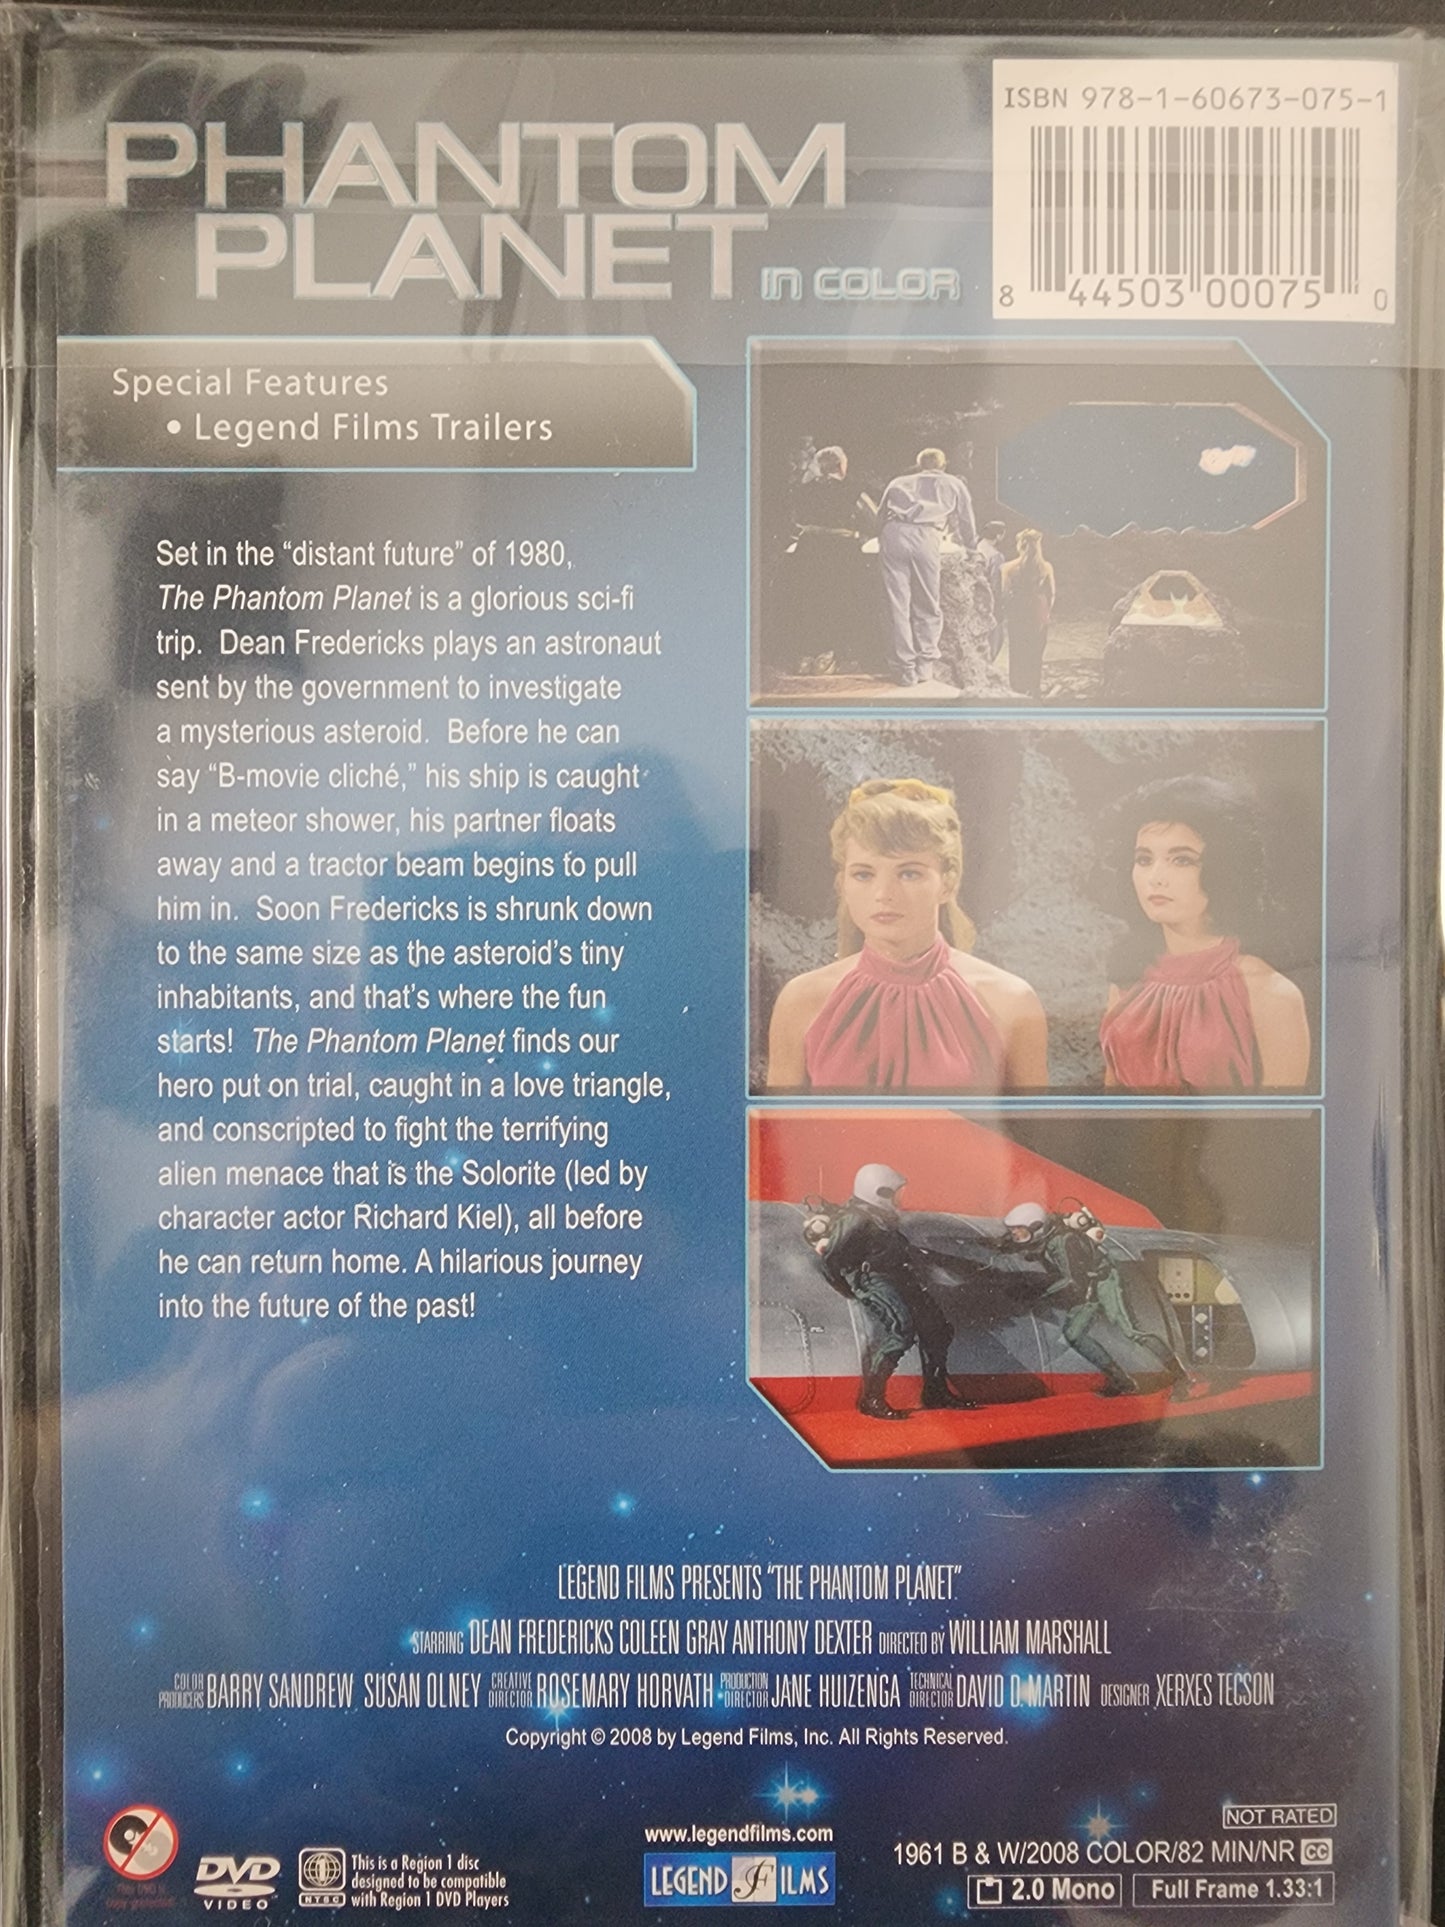 ISBN 978-1-60673-075-1
8 44503 00075 0
PHANTOM
PLANET IN COLOR
Special Features
• Legend Films Trailers
Set in the “distant future” of 1980,
The Phantom Planet is a glorious sci-fi
trip. Dean Fredericks plays an astronaut
sent by the government to investigate
a mysterious asteroid. Before he can
say “B-movie cliché,” his ship is caught
in a meteor shower, his partner floats
away and a tractor beam begins to pull
him in. Soon Fredericks is shrunk down
to the same size as the asteroid’s tiny
inhabitants, and that’s where the fun
starts! The Phantom Planet finds our
hero put on trial, caught in a love triangle,
and conscripted to fight the terrifying
alien menace that is the Solorite (led by
character actor Richard Kiel), all before
he can return home. A hilarious journey
into the future of the past!
LEGEND FILMS PRESENTS “THE PHANTOM PLANET”
STARRING DEAN FREDERICKS COLEEN GRAY ANTHONY DEXTER DIRECTED BY WILLIAM MARSHALL
COLOR PRODUCERS BARRY SANDREW SUSAN OLNEY CREATIVE DIRECTOR ROSEMARY HORVATH PRODUCTION DIRECTOR JANE HUIZENGA TECHNICAL DIRECTOR DAVID D MARTIN DESIGNER XERXES TECSON
Copyright © 2008 by Legend Films, Inc. All Rights Reserved.
DVD
VIDEO
NTSC
This is a Region 1 disc
designed to be compatible
with Region 1 DVD Players
www.legendfilms.com
LEGEND FILMS
NOT RATED
1961 B & W/2008 COLOR/82 MIN/NR CC
2.0 Mono
Full Frame 1.33:1